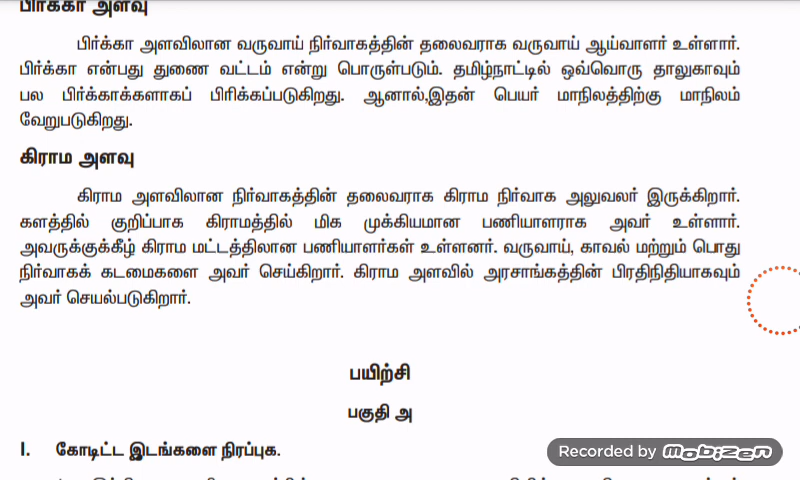 பிர்க்கா அளவு
பிர்க்கா அளவிலான வருவாய் நிர்வாகத்தின் தலைவராக வருவாய் ஆய்வாளர் உள்ளார்.
பிர்க்கா என்பது துணை வட்டம் என்று பொருள்படும். தமிழ்நாட்டில் ஒவ்வொரு தாலுகாவும்
பல பிர்க்காக்களாகப் பிரிக்கப்படுகிறது. ஆனால்,இதன் பெயர் மாநிலத்திற்கு மாநிலம்
வேறுபடுகிறது.
கிராம அளவு
கிராம அளவிலான நிர்வாகத்தின் தலைவராக கிராம நிர்வாக அலுவலர் இருக்கிறார்.
களத்தில் குறிப்பாக கிராமத்தில் மிக முக்கியமான பணியாளராக அவர் உள்ளார்.
அவருக்குக்கீழ் கிராம மட்டத்திலான பணியாளர்கள் உள்ளனர். வருவாய், காவல் மற்றும் பொது
நிர்வாகக் கடமைகளை அவர் செய்கிறார். கிராம அளவில் அரசாங்கத்தின் பிரதிநிதியாகவும்
அவர் செயல்படுகிறார்.
பயிற்சி
பகுதி அ
I. கோடிட்ட இடங்களை நிரப்புக.
Recorded by mobizen